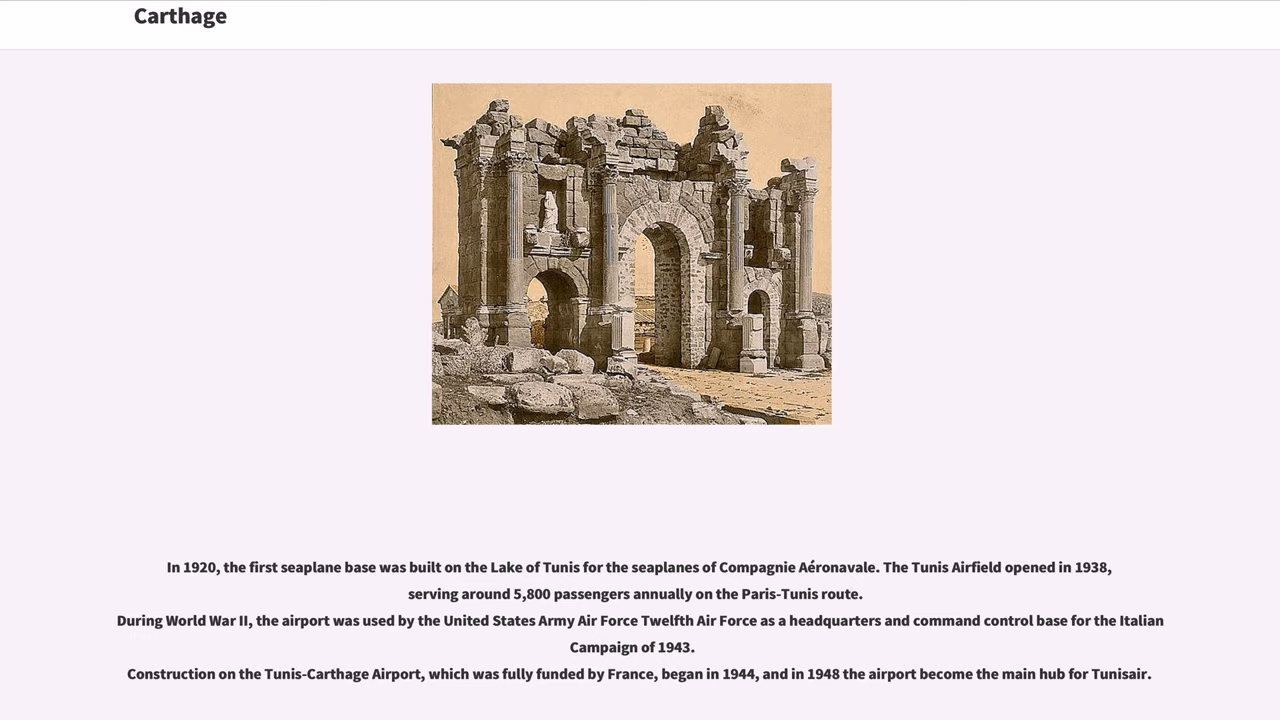 Carthage
In 1920, the first seaplane base was built on the Lake of Tunis for the seaplanes of Compagnie Aéronavale. The Tunis Airfield opened in 1938,
serving around 5,800 passengers annually on the Paris-Tunis route.
During World War II, the airport was used by the United States Army Air Force Twelfth Air Force as a headquarters and command control base for the Italian
Campaign of 1943.
Construction on the Tunis-Carthage Airport, which was fully funded by France, began in 1944, and in 1948 the airport become the main hub for Tunisair.